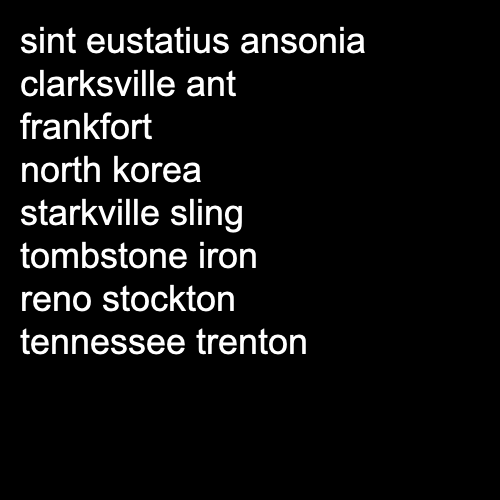 sint eustatius ansonia
clarksville ant
frankfort
north korea
starkville sling
tombstone iron
reno stockton
tennessee trenton